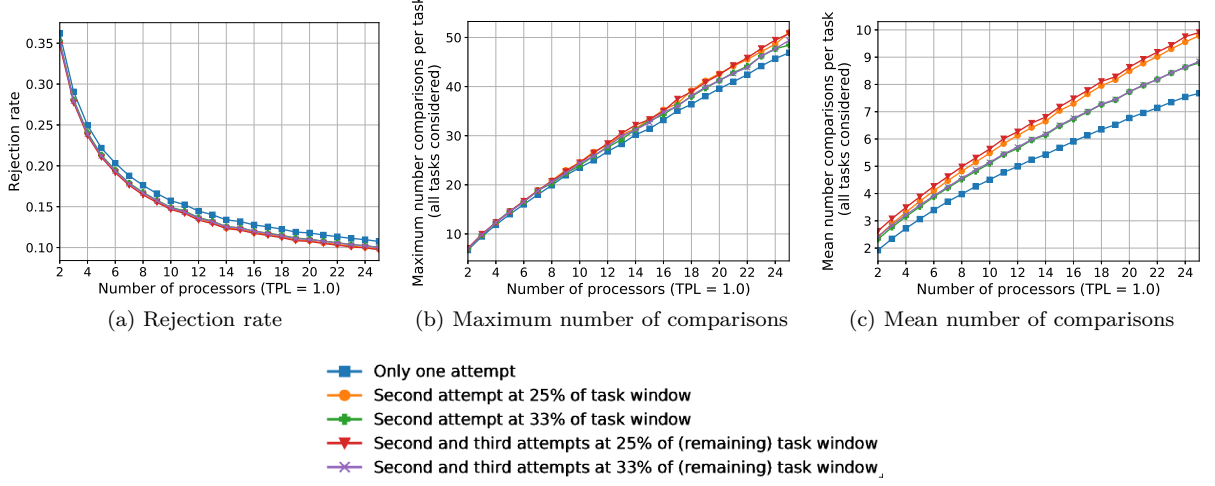 0.35
0.30
0.25
0.20
0.15
0.10
Rejection rate
2 4 6 8 10 12 14 16 18 20 22 24
Number of processors (TPL = 1.0)
(a) Rejection rate
50
40
30
20
10
Maximum number comparisons per task
(all tasks considered)
2 4 6 8 10 12 14 16 18 20 22 24
Number of processors (TPL = 1.0)
(b) Maximum number of comparisons
10
9
8
7
6
5
4
3
2
Mean number comparisons per task
(all tasks considered)
2 4 6 8 10 12 14 16 18 20 22 24
Number of processors (TPL = 1.0)
(c) Mean number of comparisons
Only one attempt
Second attempt at 25% of task window
Second attempt at 33% of task window
Second and third attempts at 25% of (remaining) task window
Second and third attempts at 33% of (remaining) task window